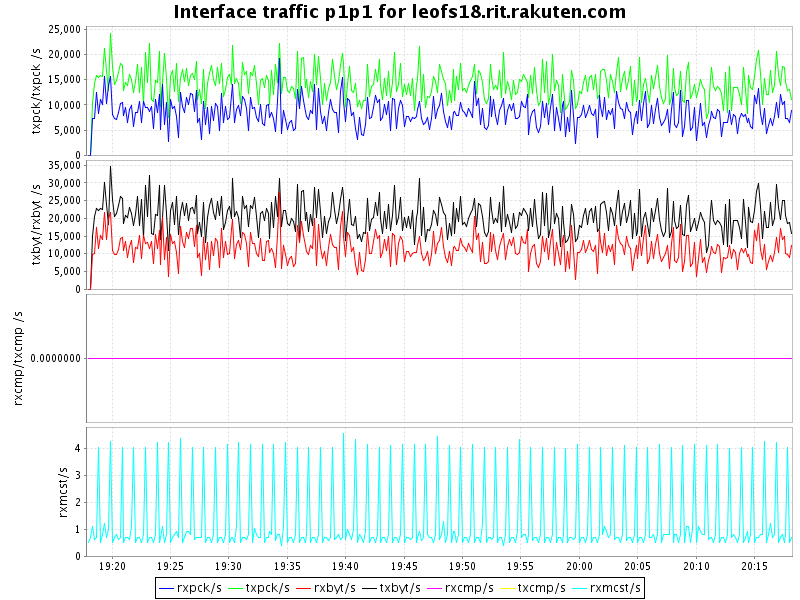 Interface traffic p1p1 for leofs18.rit.rakuten.com
txpck/txpck /s
25,000
20,000
15,000
10,000
5,000
0
txbyt/rxbyt /s
35,000
30,000
25,000
20,000
15,000
10,000
5,000
0
rxcmp/txcmp /s
0.0000000
rxmcst/s
4
3
2
1
0
19:20 19:25 19:30 19:35 19:40 19:45 19:50 19:55 20:00 20:05 20:10 20:15
rxpck/s txpck/s rxbyt/s txbyt/s rxcmp/s txcmp/s rxmcst/s